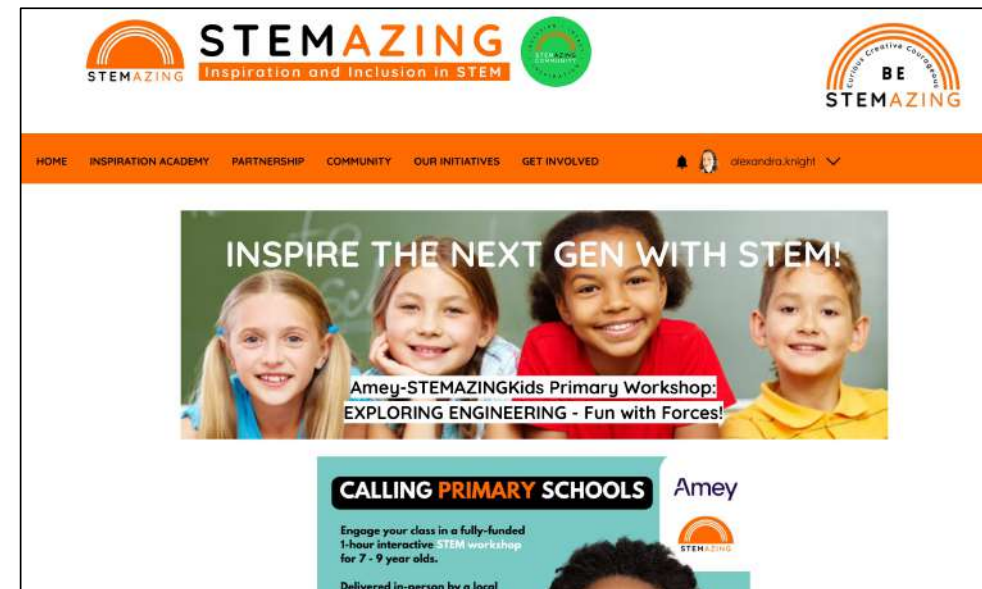 STEMAZING
STEMAZING
Inspiration and Inclusion in STEM
STEMAZING
COMMUNITY
Curious Creative Courageous
BE
STEMAZING
HOME INSPIRATION ACADEMY PARTNERSHIP COMMUNITY OUR INITIATIVES GET INVOLVED alexandra.knight
INSPIRE THE NEXT GEN WITH STEM!
Amey-STEMAZINGKids Primary Workshop:
EXPLORING ENGINEERING - Fun with Forces!
CALLING PRIMARY SCHOOLS
Amey
STEMAZING
Engage your class in a fully-funded
1-hour interactive STEM workshop
for 7 - 9 year olds.
Delivered in-person by a local